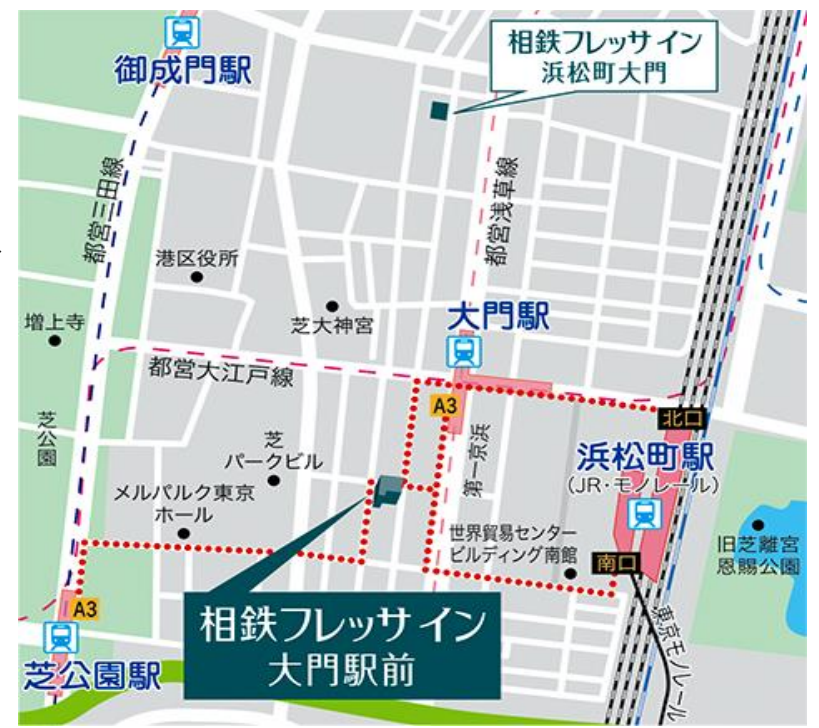 御成門駅
相鉄フレッサイン
浜松町大門
都営三田線
都営浅草線
港区役所
増上寺
芝大神宮
大門駅
都営大江戸線
A3
北口
芝公園
芝
パークビル
第一京浜
浜松町駅
(JR・モノレール)
メルパルク東京
ホール
世界貿易センター
ビルディング南館
旧芝離宮
恩賜公園
南口
A3
相鉄フレッサイン
大門駅前
東京モノレール
芝公園駅